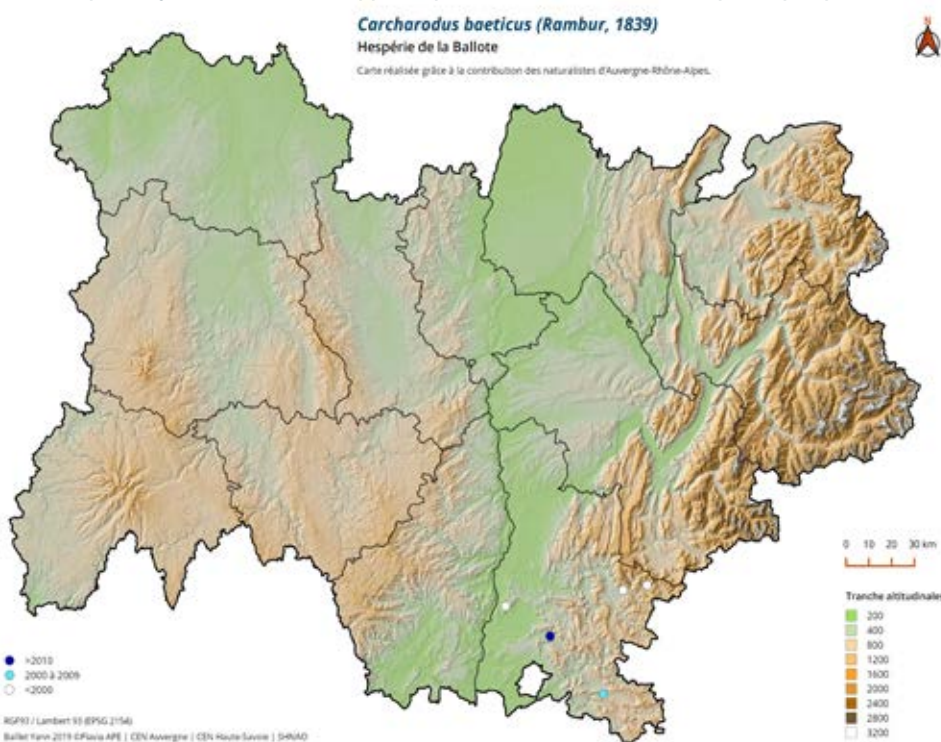 Carcharodus baeticus (Rambur, 1839)
Hespérie de la Ballote
Carte réalisée grâce à la contribution des naturalistes d'Auvergne-Rhône-Alpes.
N
0 10 20 30 km
Tranche altitudinale
200
400
800
1200
1600
2000
2400
2800
3200
>2010
2000 à 2009
<2000
RGF93 / Lambert 93 (EPSG 2154)
Baillet Yann 2019 ©Flavia APE | CEN Auvergne | CEN Haute-Savoie | SHNAO